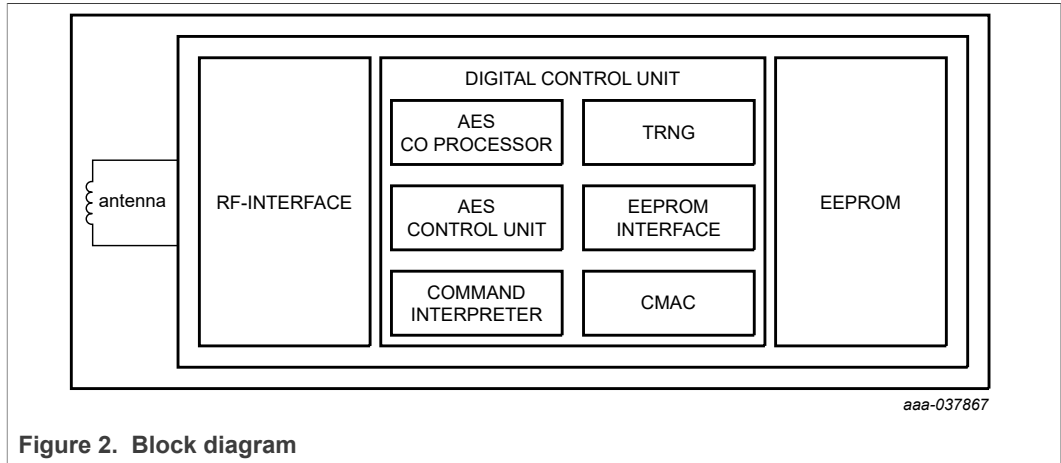 DIGITAL CONTROL UNIT
AES
CO PROCESSOR
TRNG
antenna
RF-INTERFACE
AES
CONTROL UNIT
EEPROM
INTERFACE
EEPROM
COMMAND
INTERPRETER
CMAC
aaa-037867
Figure 2. Block diagram